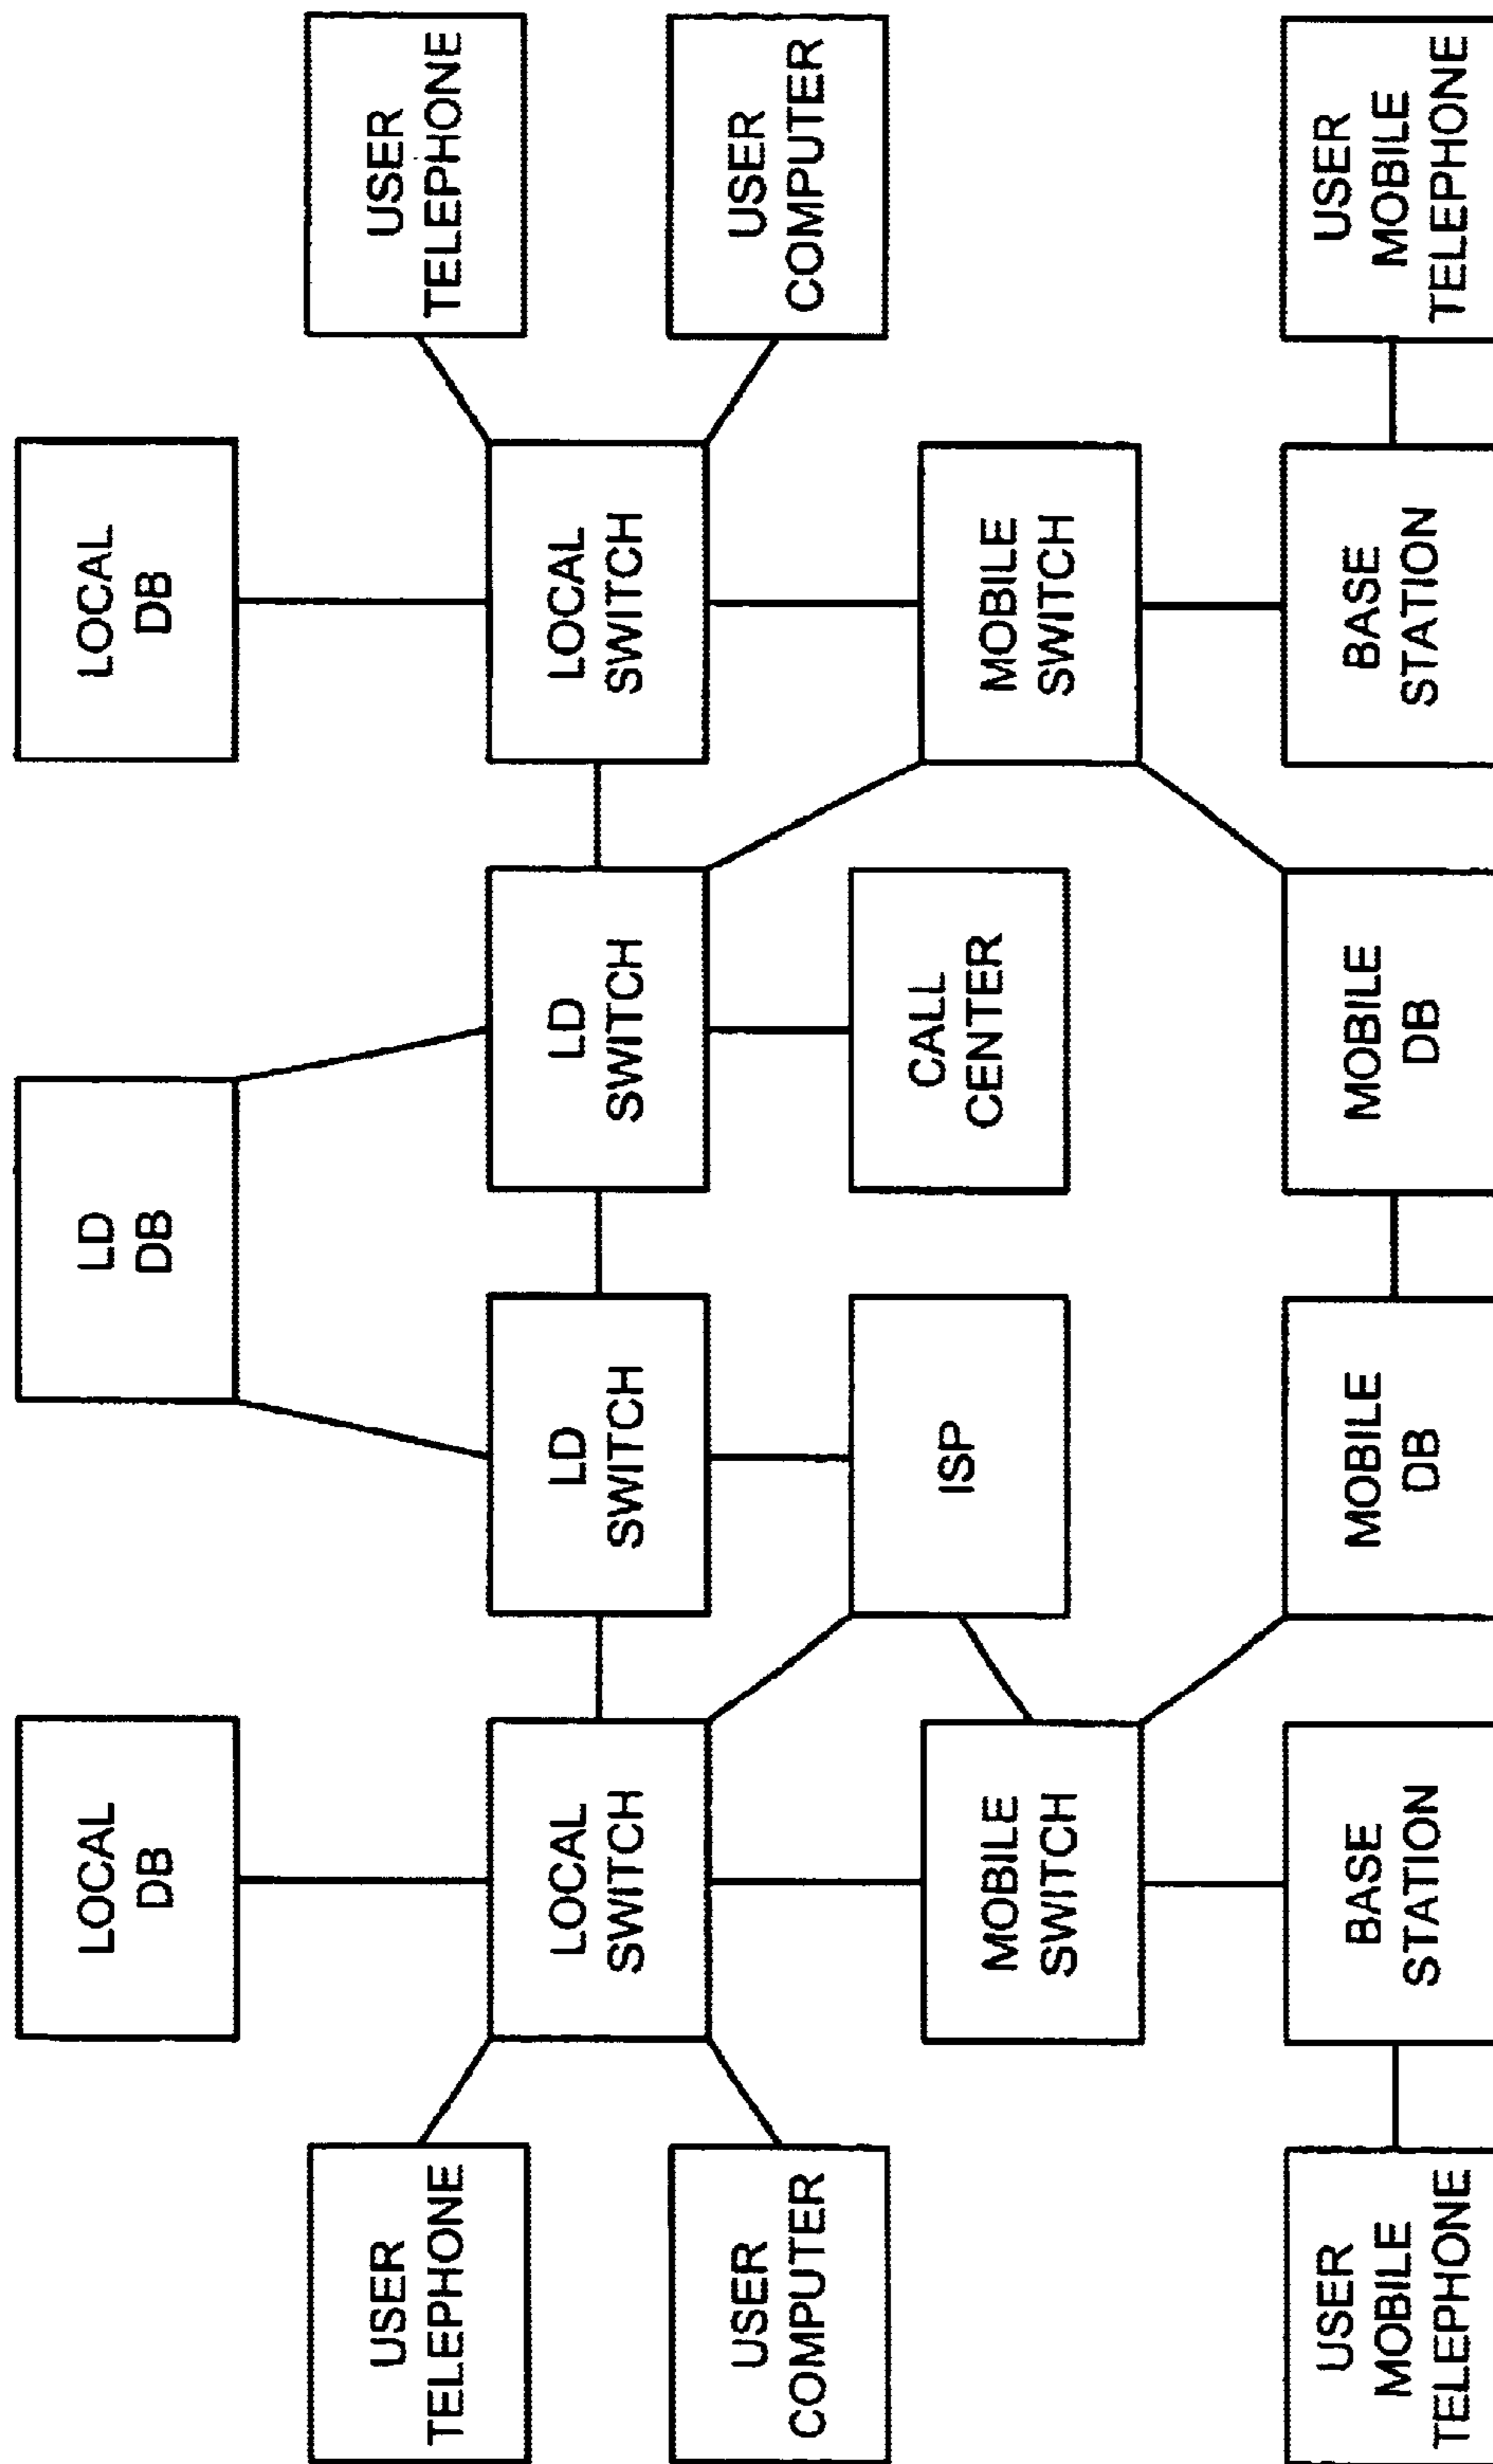 LOCAL
DB
LD
DB
LOCAL
DB
USER
TELEPHONE
LOCAL
SWITCH
LD
SWITCH
LD
SWITCH
LOCAL
SWITCH
USER
TELEPHONE
USER
COMPUTER
USER
COMPUTER
MOBILE
SWITCH
ISP
CALL
CENTER
MOBILE
SWITCH
USER
MOBILE
TELEPHONE
BASE
STATION
MOBILE
DB
MOBILE
DB
BASE
STATION
USER
MOBILE
TELEPHONE